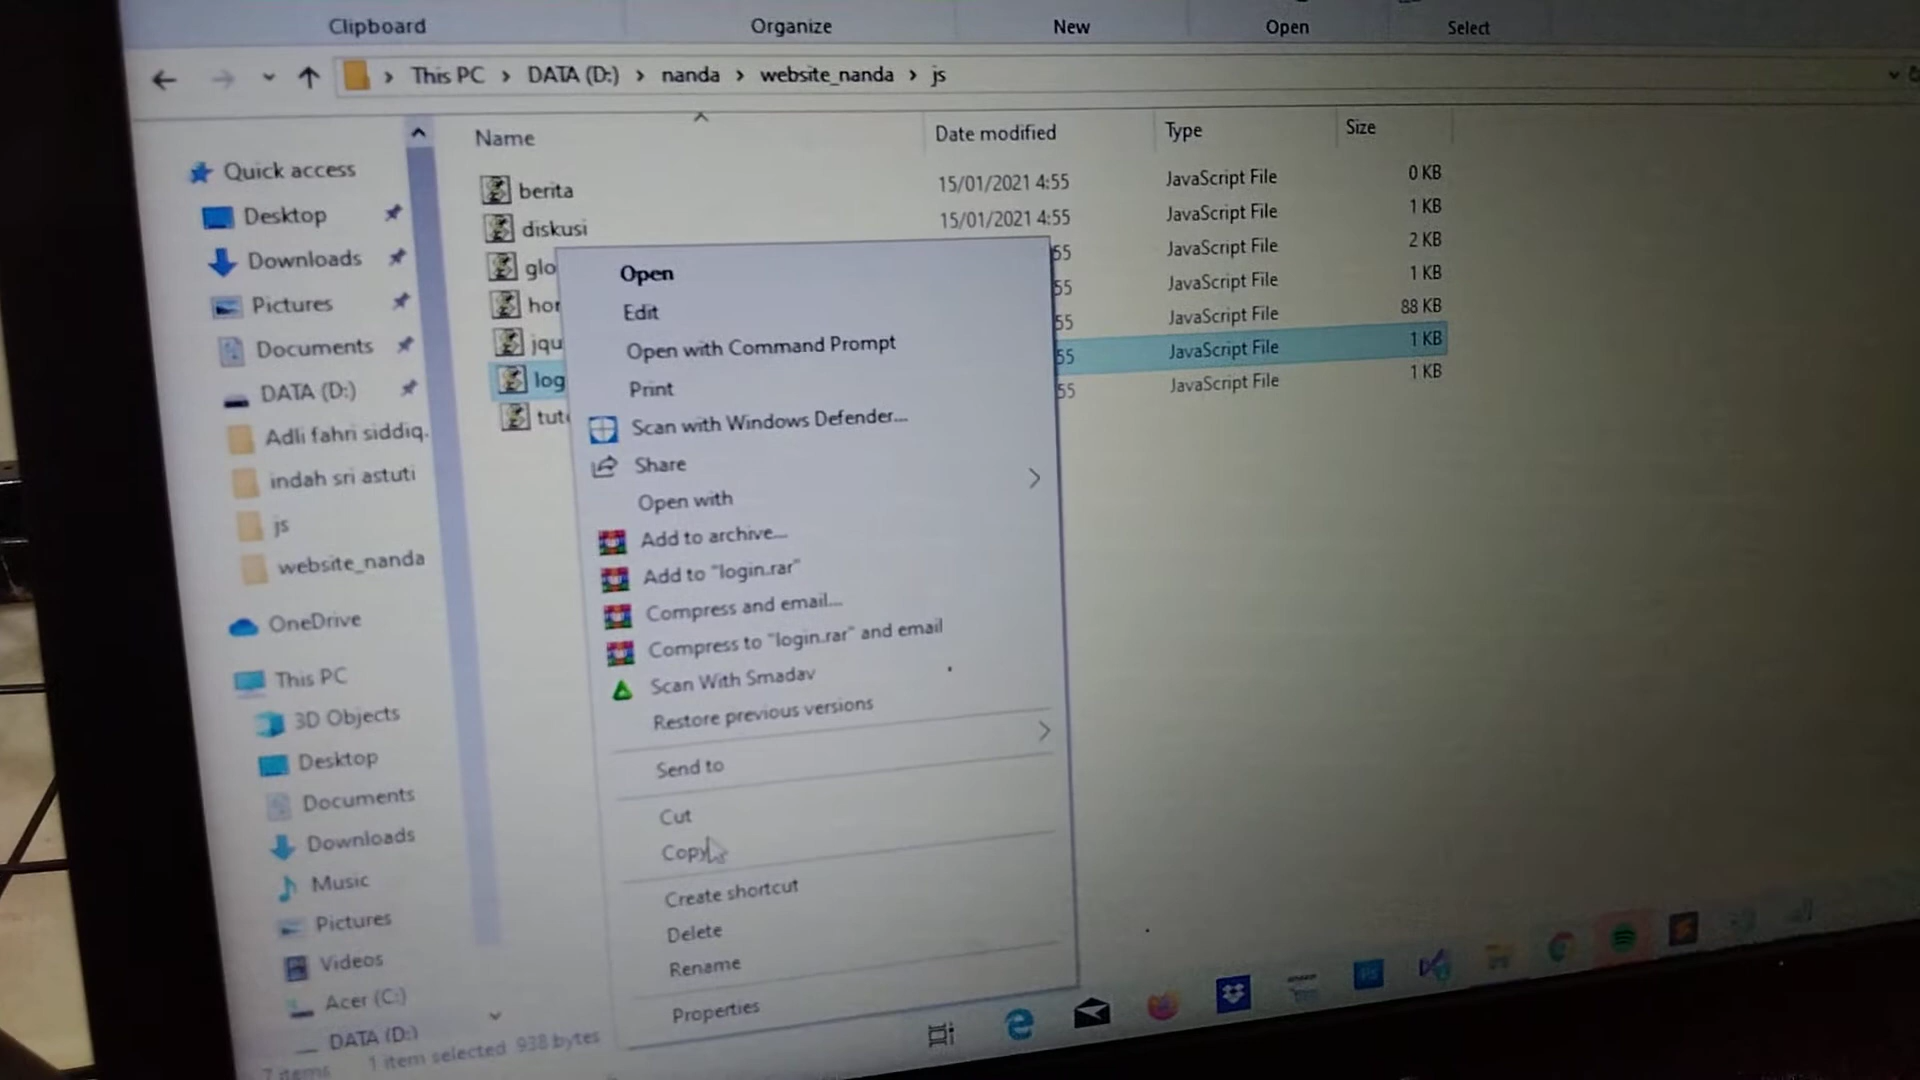 Clipboard Organize New Open Select
This PC > DATA (D:) > nanda > website_nanda > js
Name Date modified Type Size
Quick access
Desktop
Downloads
Pictures
Documents
DATA (D:)
Adli fahri siddiq.
indah sri astuti
js
website_nanda
OneDrive
This PC
3D Objects
Desktop
Documents
Downloads
Music
Pictures
Videos
Acer (C:)
DATA (D:)
berita 15/01/2021 4:55 JavaScript File 0 KB
diskusi 15/01/2021 4:55 JavaScript File 1 KB
glo 55 JavaScript File 2 KB
hor 55 JavaScript File 1 KB
jqu 55 JavaScript File 88 KB
log 55 JavaScript File 1 KB
tut 55 JavaScript File 1 KB
Open
Edit
Open with Command Prompt
Print
Scan with Windows Defender...
Share
Open with
Add to archive...
Add to "login.rar"
Compress and email...
Compress to "login.rar" and email
Scan With Smadav
Restore previous versions
Send to
Cut
Copy
Create shortcut
Delete
Rename
Properties
7 items 1 item selected 938 bytes